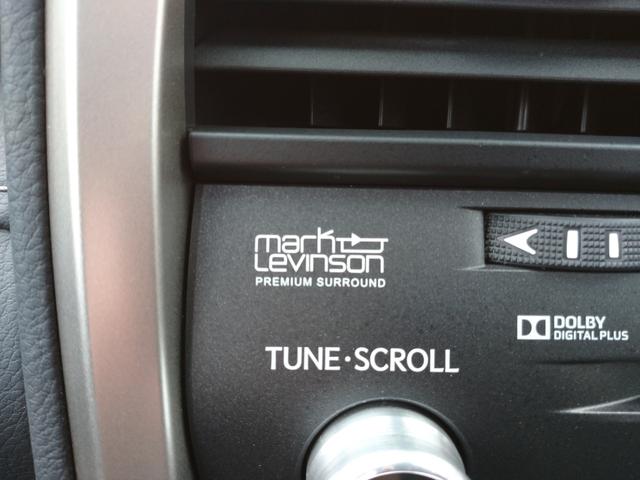 mark
Levinson
PREMIUM SURROUND
DOLBY
DIGITAL PLUS
TUNE·SCROLL